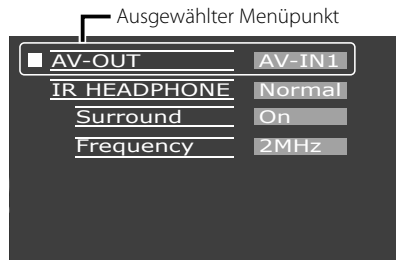 Ausgewählter Menüpunkt
AV-OUT AV-IN1
IR HEADPHONE Normal
Surround On
Frequency 2MHz